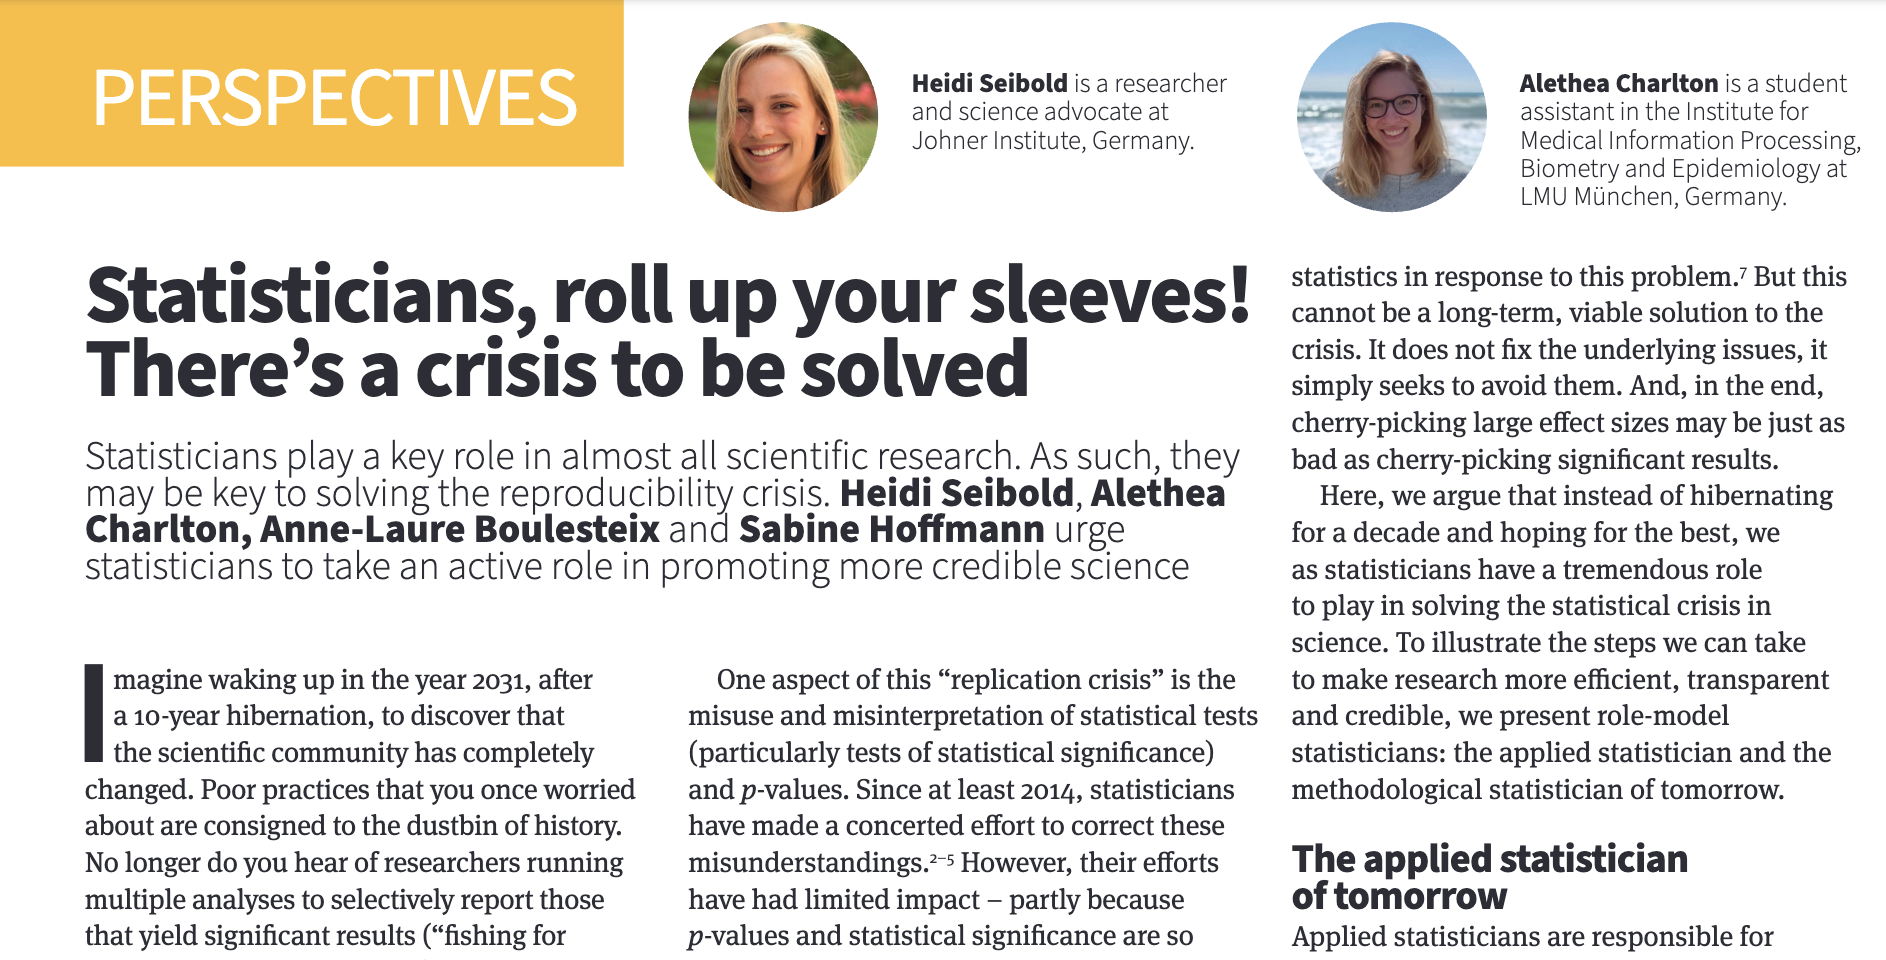 PERSPECTIVES
Heidi Seibold is a researcher
and science advocate at
Johner Institute, Germany.
Alethea Charlton is a student
assistant in the Institute for
Medical Information Processing,
Biometry and Epidemiology at
LMU München, Germany.
Statisticians, roll up your sleeves!
There’s a crisis to be solved
Statisticians play a key role in almost all scientific research. As such, they
may be key to solving the reproducibility crisis. Heidi Seibold, Alethea
Charlton, Anne-Laure Boulesteix and Sabine Hoffmann urge
statisticians to take an active role in promoting more credible science
Imagine waking up in the year 2031, after
a 10-year hibernation, to discover that
the scientific community has completely
changed. Poor practices that you once worried
about are consigned to the dustbin of history.
No longer do you hear of researchers running
multiple analyses to selectively report those
that yield significant results (“fishing for
One aspect of this “replication crisis” is the
misuse and misinterpretation of statistical tests
(particularly tests of statistical significance)
and p-values. Since at least 2014, statisticians
have made a concerted effort to correct these
misunderstandings.2–5 However, their efforts
have had limited impact – partly because
p-values and statistical significance are so
statistics in response to this problem.7 But this
cannot be a long-term, viable solution to the
crisis. It does not fix the underlying issues, it
simply seeks to avoid them. And, in the end,
cherry-picking large effect sizes may be just as
bad as cherry-picking significant results.
Here, we argue that instead of hibernating
for a decade and hoping for the best, we
as statisticians have a tremendous role
to play in solving the statistical crisis in
science. To illustrate the steps we can take
to make research more efficient, transparent
and credible, we present role-model
statisticians: the applied statistician and the
methodological statistician of tomorrow.
The applied statistician
of tomorrow
Applied statisticians are responsible for